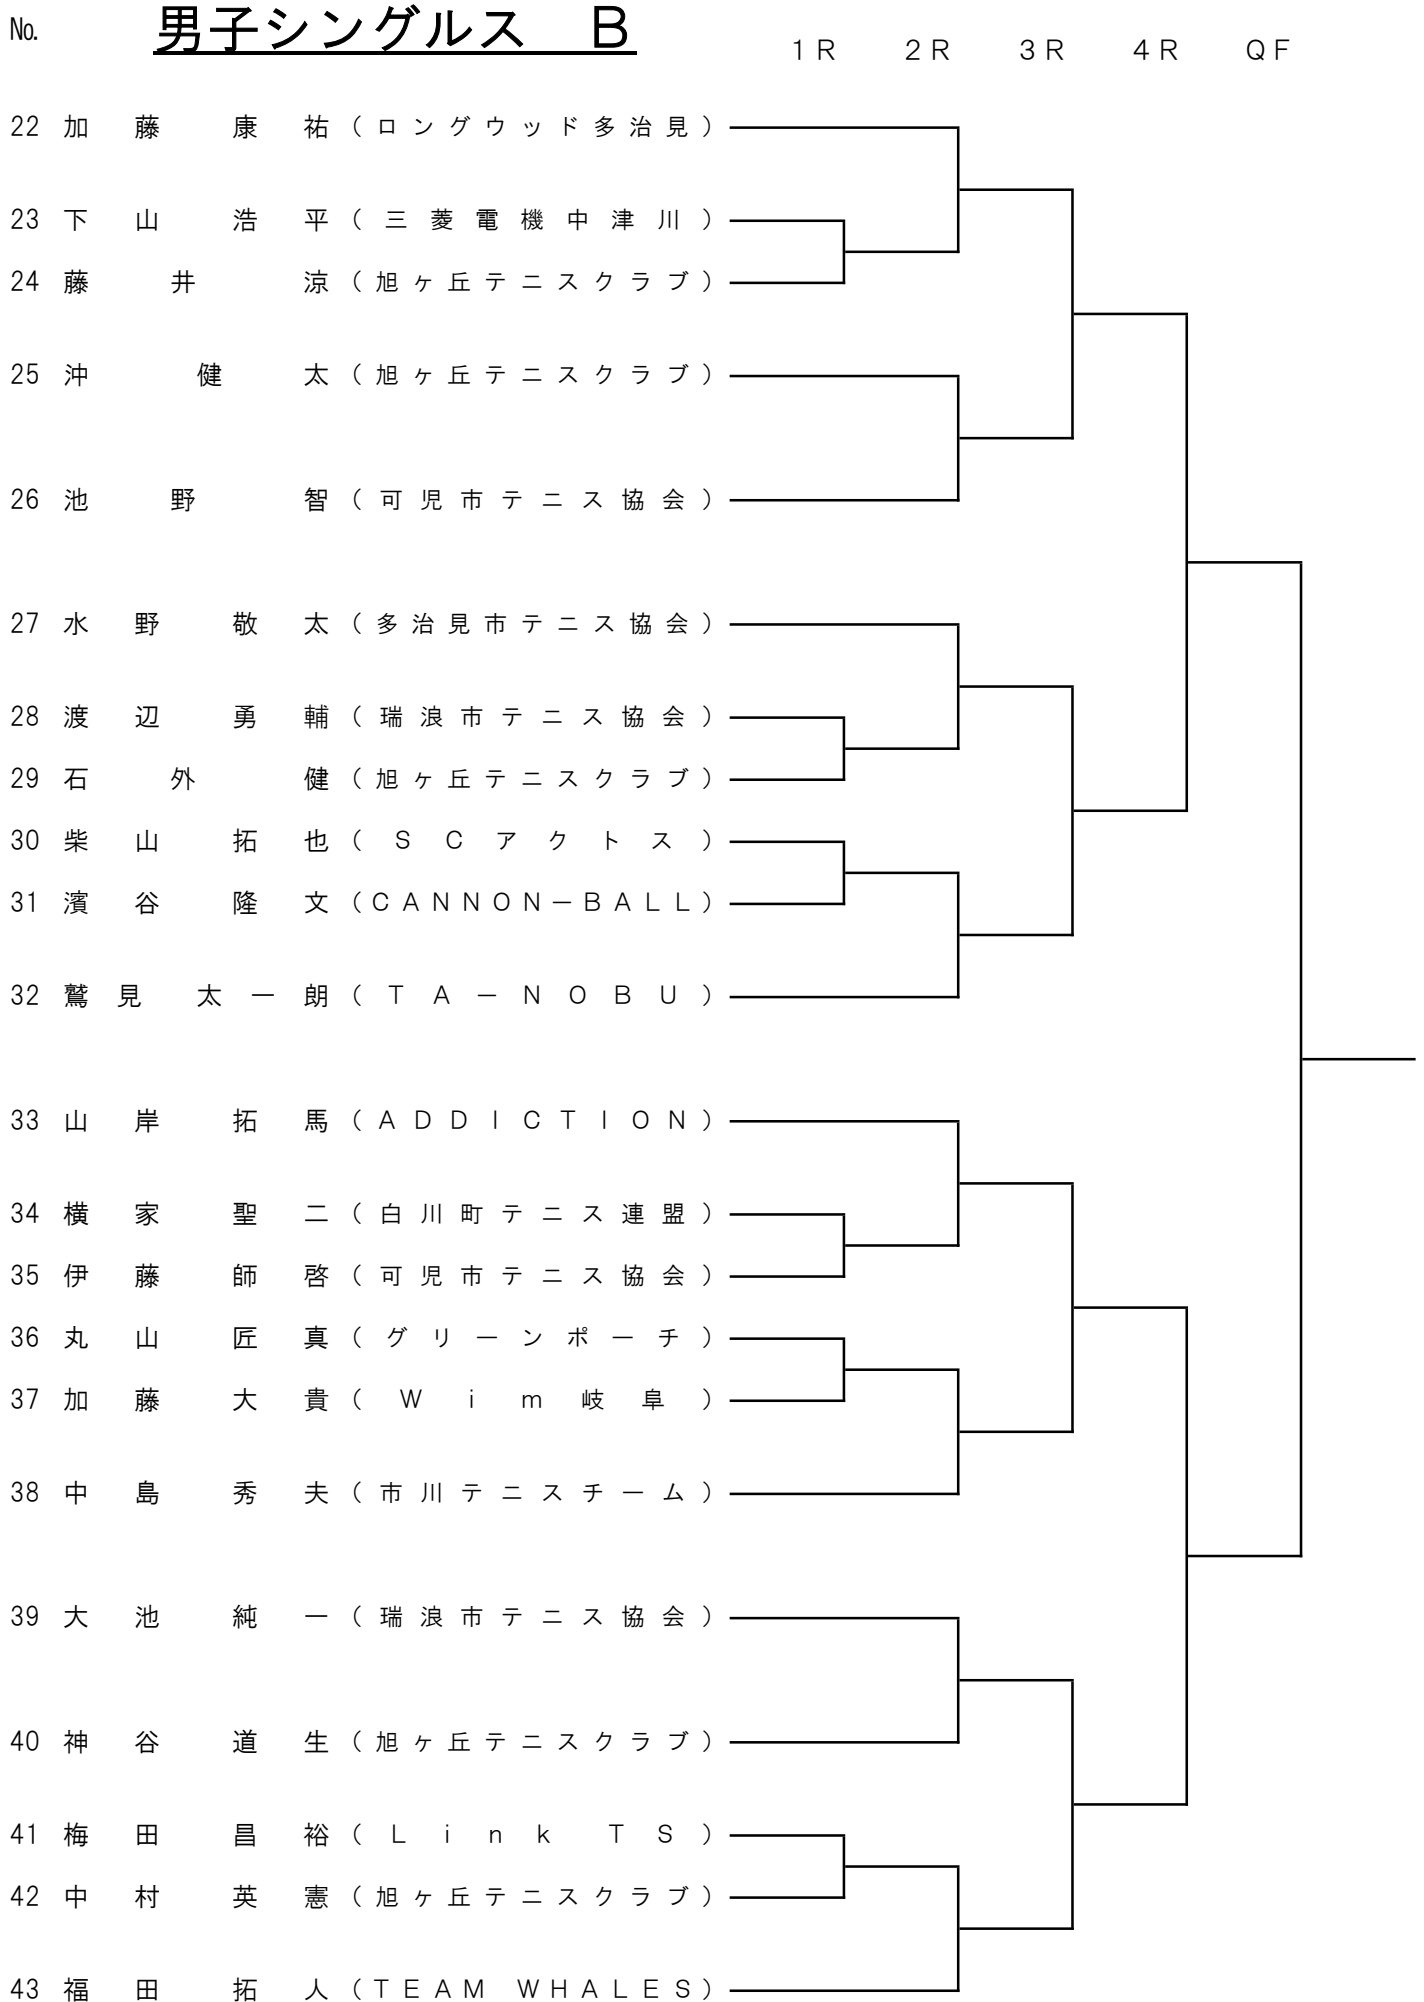 No. 男子シングルス B
1R 2R 3R 4R QF
22 加藤 康祐 (ロングウッド多治見)
23 下山 浩平 (三菱電機中津川)
24 藤井 涼 (旭ヶ丘テニスクラブ)
25 沖 健太 (旭ヶ丘テニスクラブ)
26 池野 智 (可児市テニス協会)
27 水野 敬太 (多治見市テニス協会)
28 渡辺 勇輔 (瑞浪市テニス協会)
29 石外 健 (旭ヶ丘テニスクラブ)
30 柴山 拓也 (SCアクトス)
31 濱谷 隆文 (CANNON-BALL)
32 鷲見 太一朗 (TA-NOBU)
33 山岸 拓馬 (ADDICTION)
34 横家 聖二 (白川町テニス連盟)
35 伊藤 師啓 (可児市テニス協会)
36 丸山 匠真 (グリーンポーチ)
37 加藤 大貴 (Wim岐阜)
38 中島 秀夫 (市川テニスチーム)
39 大池 純一 (瑞浪市テニス協会)
40 神谷 道生 (旭ヶ丘テニスクラブ)
41 梅田 昌裕 (Link TS)
42 中村 英憲 (旭ヶ丘テニスクラブ)
43 福田 拓人 (TEAM WHALES)